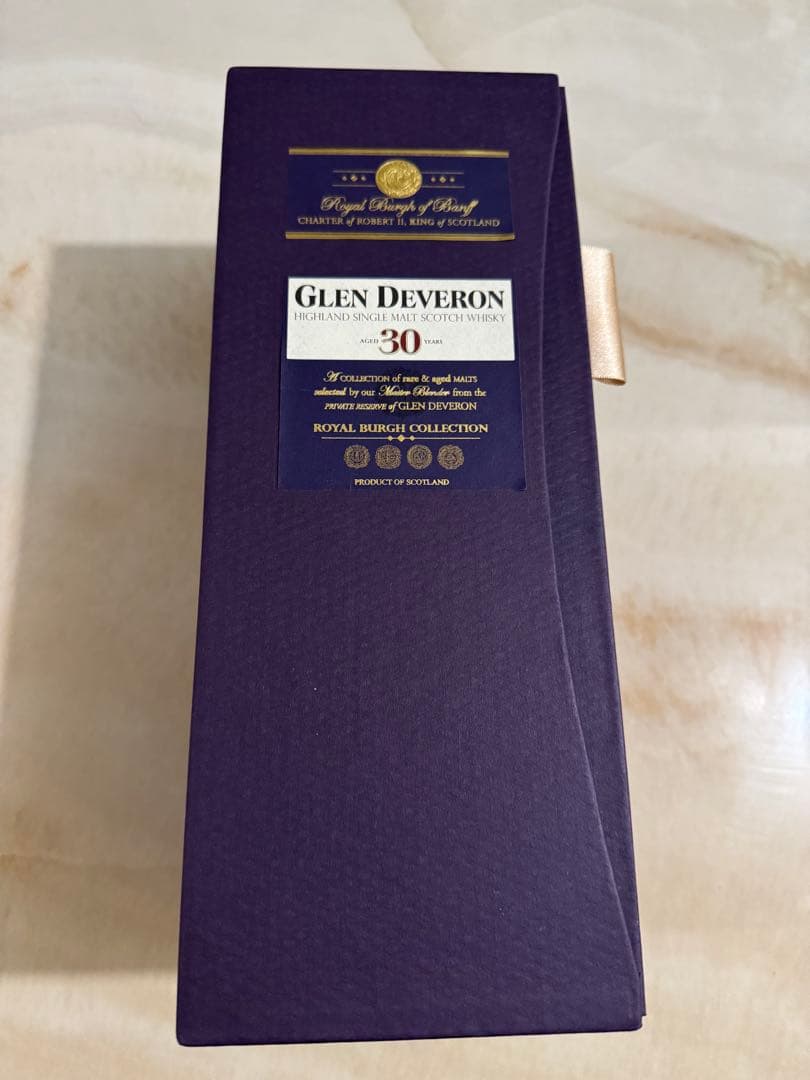 Royal Burgh of Banff
CHARTER of ROBERT II, KING of SCOTLAND
GLEN DEVERON
HIGHLAND SINGLE MALT SCOTCH WHISKY
AGED 30 YEARS
A COLLECTION of rare & aged MALTS
selected by our Master Blender from the
PRIVATE RESERVE of GLEN DEVERON
ROYAL BURGH COLLECTION
PRODUCT OF SCOTLAND